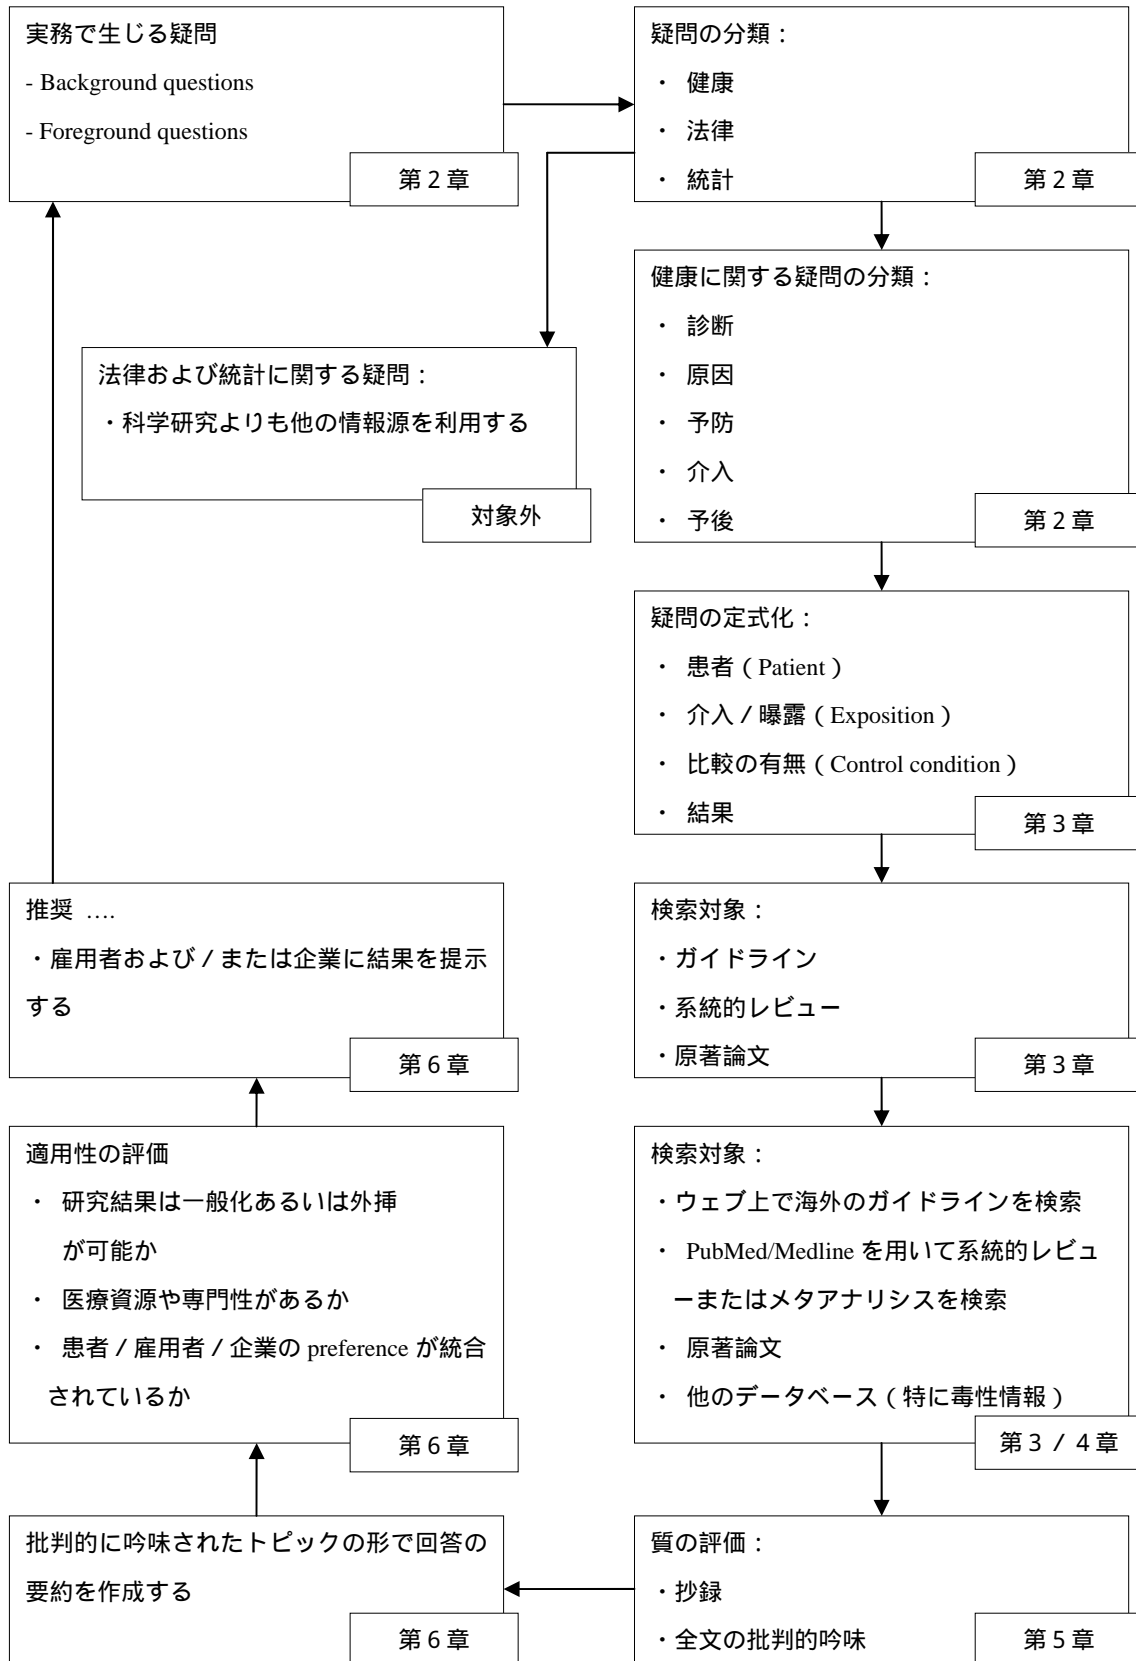 実務で生じる疑問
- Background questions
- Foreground questions
第２章
疑問の分類：
・ 健康
・ 法律
・ 統計
第２章
健康に関する疑問の分類：
・ 診断
・ 原因
・ 予防
・ 介入
・ 予後
第２章
法律および統計に関する疑問：
・科学研究よりも他の情報源を利用する
対象外
疑問の定式化：
・ 患者（Patient）
・ 介入／曝露（Exposition）
・ 比較の有無（Control condition）
・ 結果
第３章
検索対象：
・ガイドライン
・系統的レビュー
・原著論文
第３章
検索対象：
・ウェブ上で海外のガイドラインを検索
・ PubMed/Medline を用いて系統的レビュ
ーまたはメタアナリシスを検索
・ 原著論文
・ 他のデータベース（特に毒性情報）
第３／４章
質の評価：
・抄録
・全文の批判的吟味
第５章
批判的に吟味されたトピックの形で回答の
要約を作成する
第６章
適用性の評価
・ 研究結果は一般化あるいは外挿
が可能か
・ 医療資源や専門性があるか
・ 患者／雇用者／企業の preference が統合
されているか
第６章
推奨 ….
・雇用者および／または企業に結果を提示
する
第６章